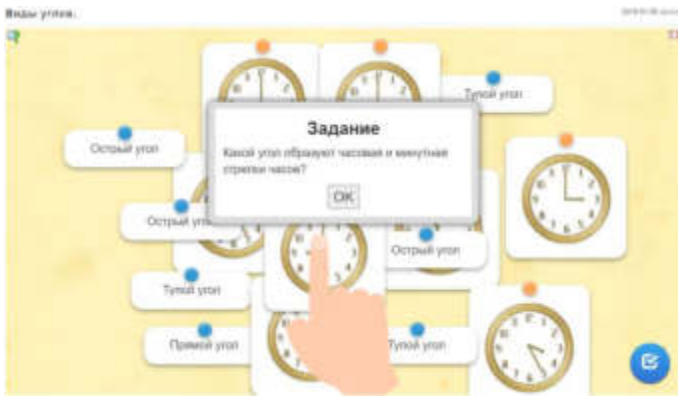 Виды углов.
Тупой угол
Острый угол
Задание
Какой угол образуют часовая и минутная
стрелки часов?
OK
Острый
Острый угол
Тупой угол
Прямой угол
Тупой угол